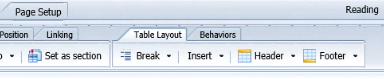 Page Setup Reading
Position Linking Table Layout Behaviors
Set as section Break Insert Header Footer